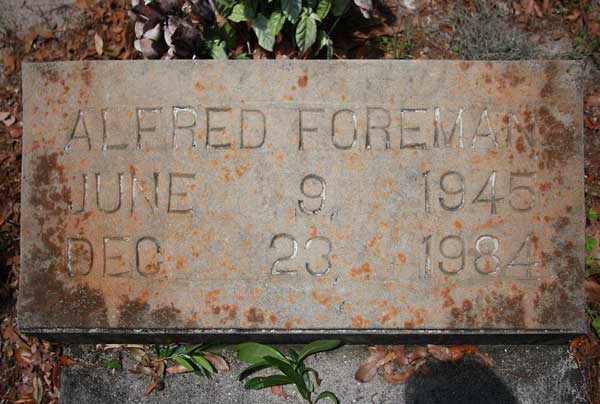 ALFRED FOREMAN
JUNE 9 1945
DEC 23 1984